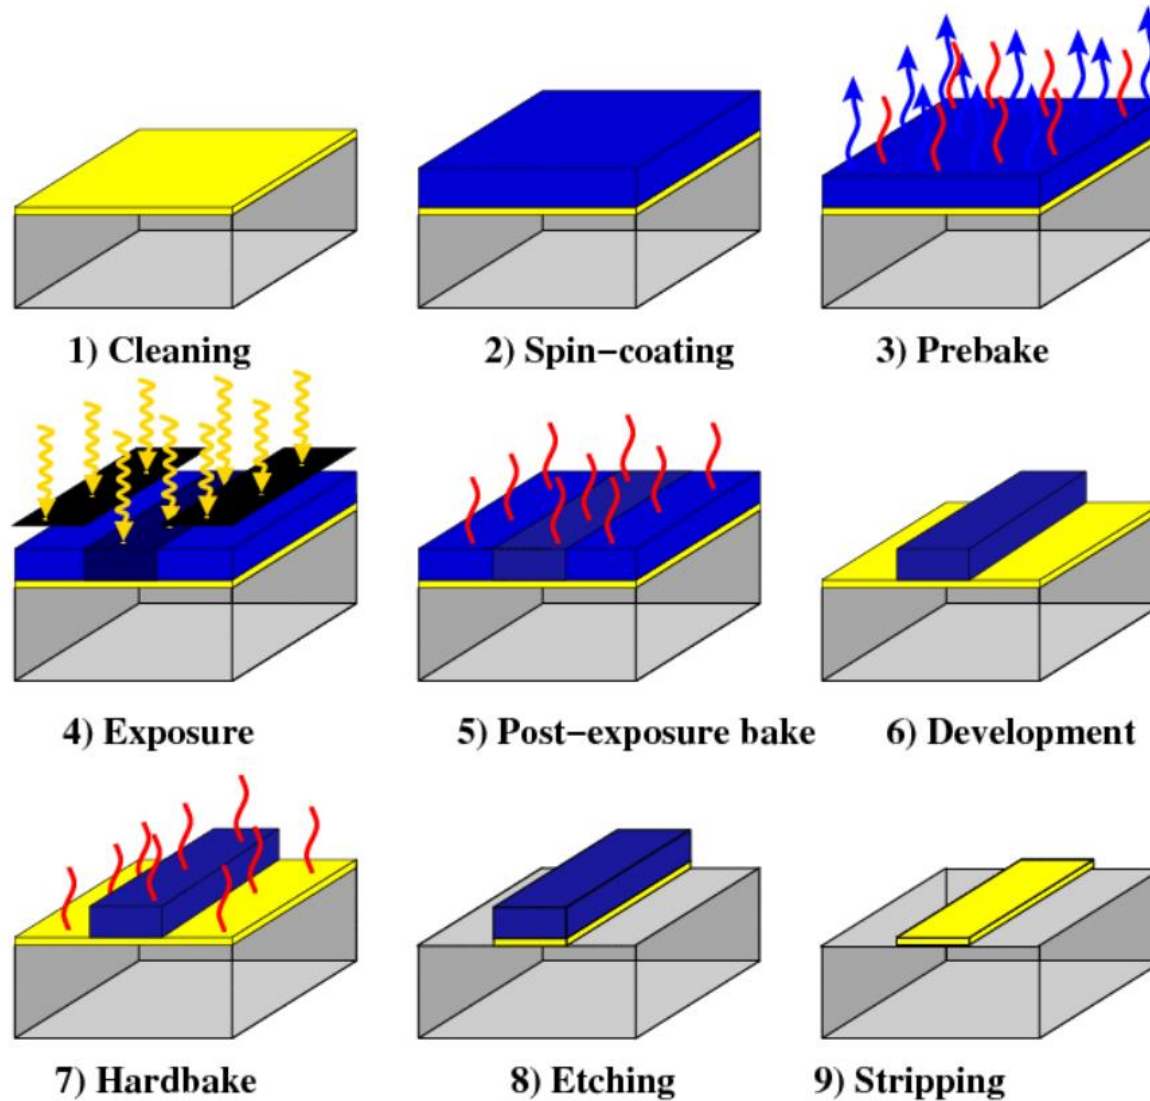 1) Cleaning
2) Spin-coating
3) Prebake
4) Exposure
5) Post-exposure bake
6) Development
7) Hardbake
8) Etching
9) Stripping